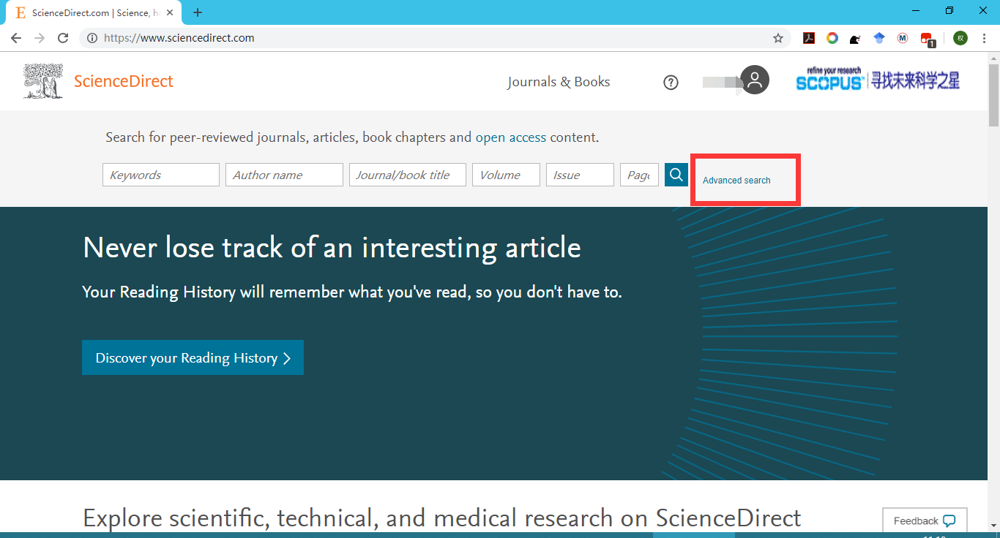 ScienceDirect.com | Science, h
https://www.sciencedirect.com
1
权
ScienceDirect
Journals & Books
?
refine your research
SCOPUS™ | 寻找未来科学之星
Search for peer-reviewed journals, articles, book chapters and open access content.
Keywords
Author name
Journal/book title
Volume
Issue
Page
Advanced search
Never lose track of an interesting article
Your Reading History will remember what you've read, so you don't have to.
Discover your Reading History
Explore scientific, technical, and medical research on ScienceDirect
Feedback